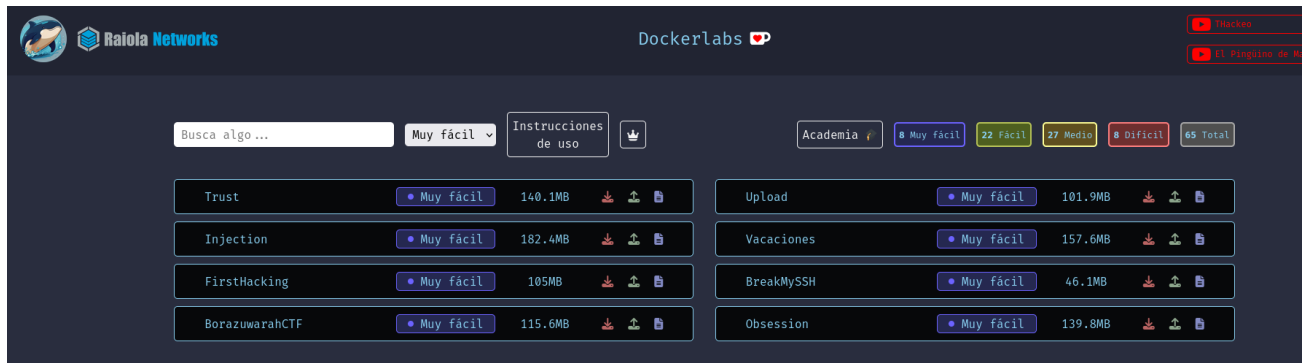 Raiola Networks
Dockerlabs
THackeo
El Pingüino de M
Busca algo...
Muy fácil
Instrucciones
de uso
Academia
8 Muy fácil
22 Fácil
27 Medio
8 Difícil
65 Total
Trust Muy fácil 140.1MB
Upload Muy fácil 101.9MB
Injection Muy fácil 182.4MB
Vacaciones Muy fácil 157.6MB
FirstHacking Muy fácil 105MB
BreakMySSH Muy fácil 46.1MB
BorazuwarahCTF Muy fácil 115.6MB
Obsession Muy fácil 139.8MB